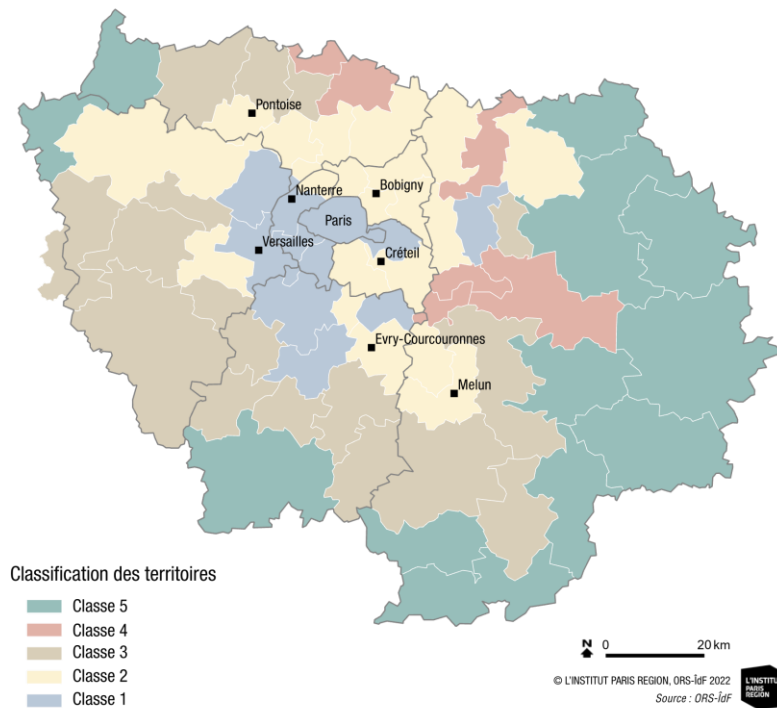 Pontoise
Nanterre
Bobigny
Paris
Versailles
Créteil
Evry-Courcouronnes
Melun
Classification des territoires
Classe 5
Classe 4
Classe 3
Classe 2
Classe 1
N 0 20 km
© L'INSTITUT PARIS REGION, ORS-ÎdF 2022
Source : ORS-ÎdF
L'INSTITUT
PARIS
REGION